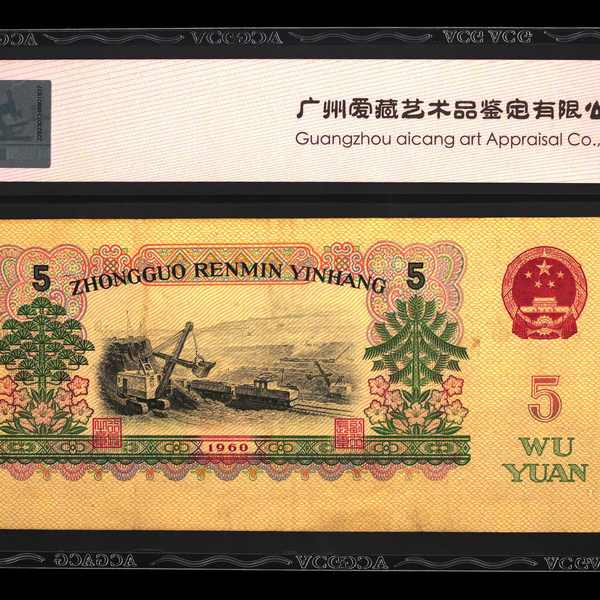 VCGGCVA VCG VCG
广州爱藏艺术品鉴定有限公
Guangzhou aicang art Appraisal Co.,
5 ZHONGGUO RENMIN YINHANG 5
1960
5
WU
YUAN